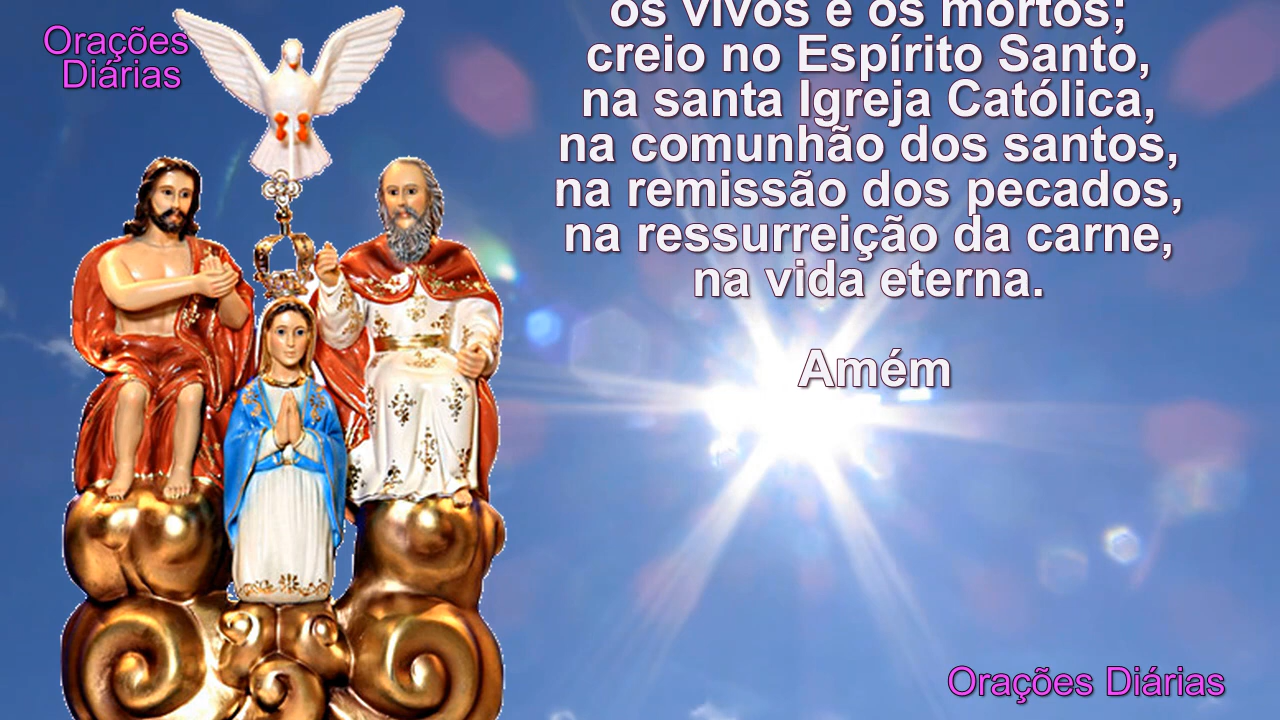 Orações
Diárias
os vivos e os mortos;
creio no Espírito Santo,
na santa Igreja Católica,
na comunhão dos santos,
na remissão dos pecados,
na ressurreição da carne,
na vida eterna.
Amém
Orações Diárias